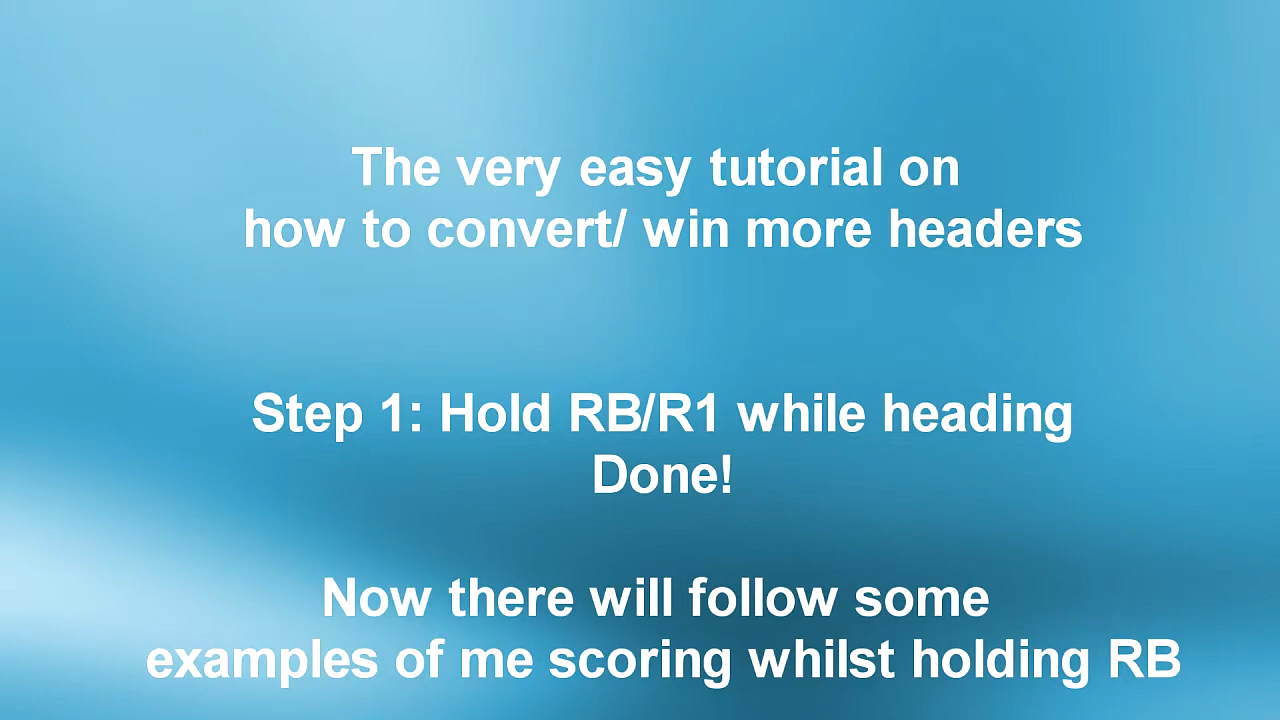 The very easy tutorial on
how to convert/ win more headers
Step 1: Hold RB/R1 while heading
Done!
Now there will follow some
examples of me scoring whilst holding RB